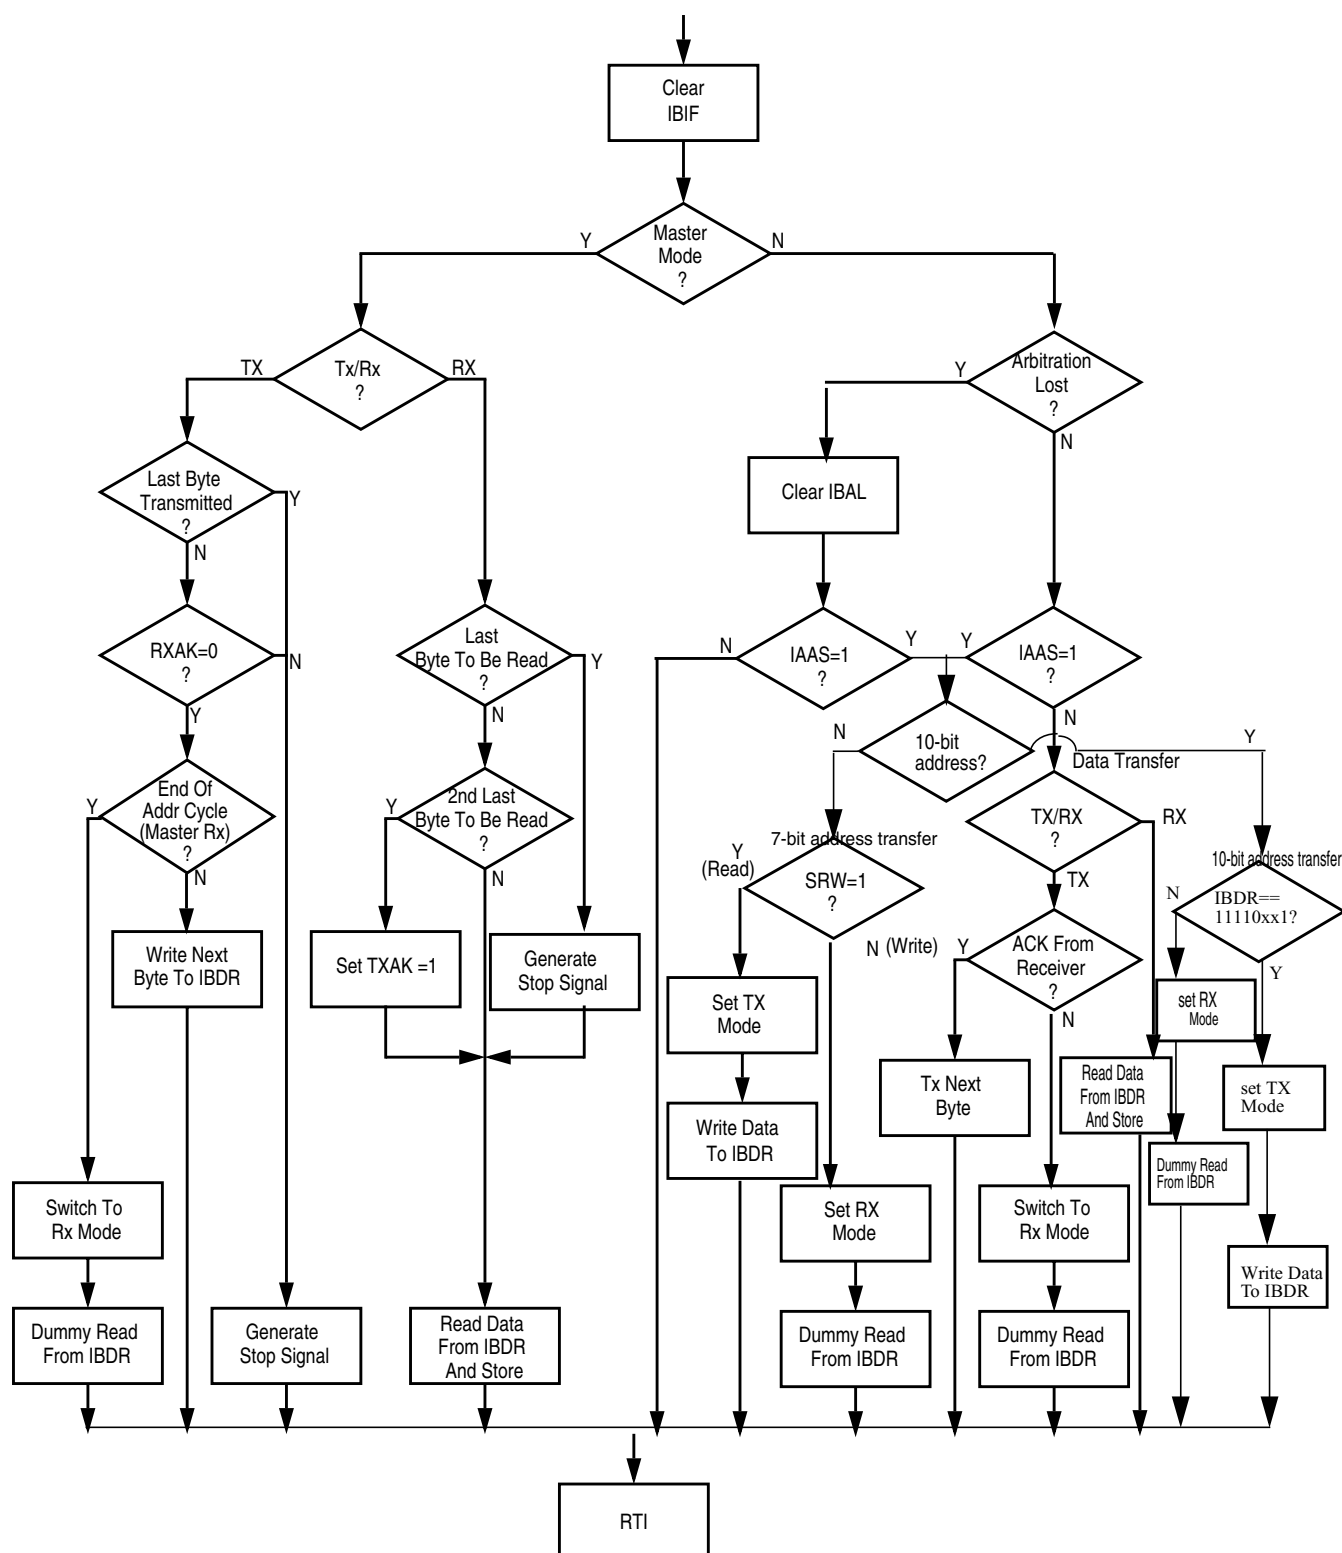 Clear
IBIF
Master
Mode
?
Y
N
Tx/Rx
?
TX
RX
Arbitration
Lost
?
Y
N
Last Byte
Transmitted
?
Y
N
Clear IBAL
RXAK=0
?
N
Y
Last
Byte To Be Read
?
Y
N
IAAS=1
?
N
Y
IAAS=1
?
Y
N
10-bit
address?
N
Y
Data Transfer
End Of
Addr Cycle
(Master Rx)
?
Y
N
2nd Last
Byte To Be Read
?
Y
N
7-bit address transfer
SRW=1
?
Y
(Read)
N (Write)
TX/RX
?
RX
TX
10-bit address transfer
IBDR==
11110xx1?
N
Y
Write Next
Byte To IBDR
Set TXAK =1
Generate
Stop Signal
Set TX
Mode
ACK From
Receiver
?
Y
N
set RX
Mode
Tx Next
Byte
Read Data
From IBDR
And Store
set TX
Mode
Write Data
To IBDR
Dummy Read
From IBDR
Switch To
Rx Mode
Set RX
Mode
Switch To
Rx Mode
Write Data
To IBDR
Dummy Read
From IBDR
Generate
Stop Signal
Read Data
From IBDR
And Store
Dummy Read
From IBDR
Dummy Read
From IBDR
RTI